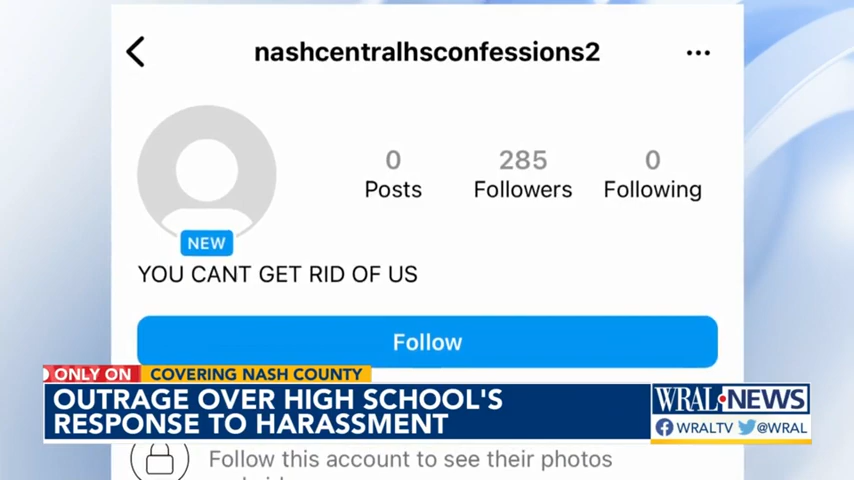 nashcentralhsconfessions2
0 285 0
Posts Followers Following
NEW
YOU CANT GET RID OF US
Follow
ONLY ON COVERING NASH COUNTY
OUTRAGE OVER HIGH SCHOOL'S
RESPONSE TO HARASSMENT
WRAL NEWS
WRALTV @WRAL
Follow this account to see their photos